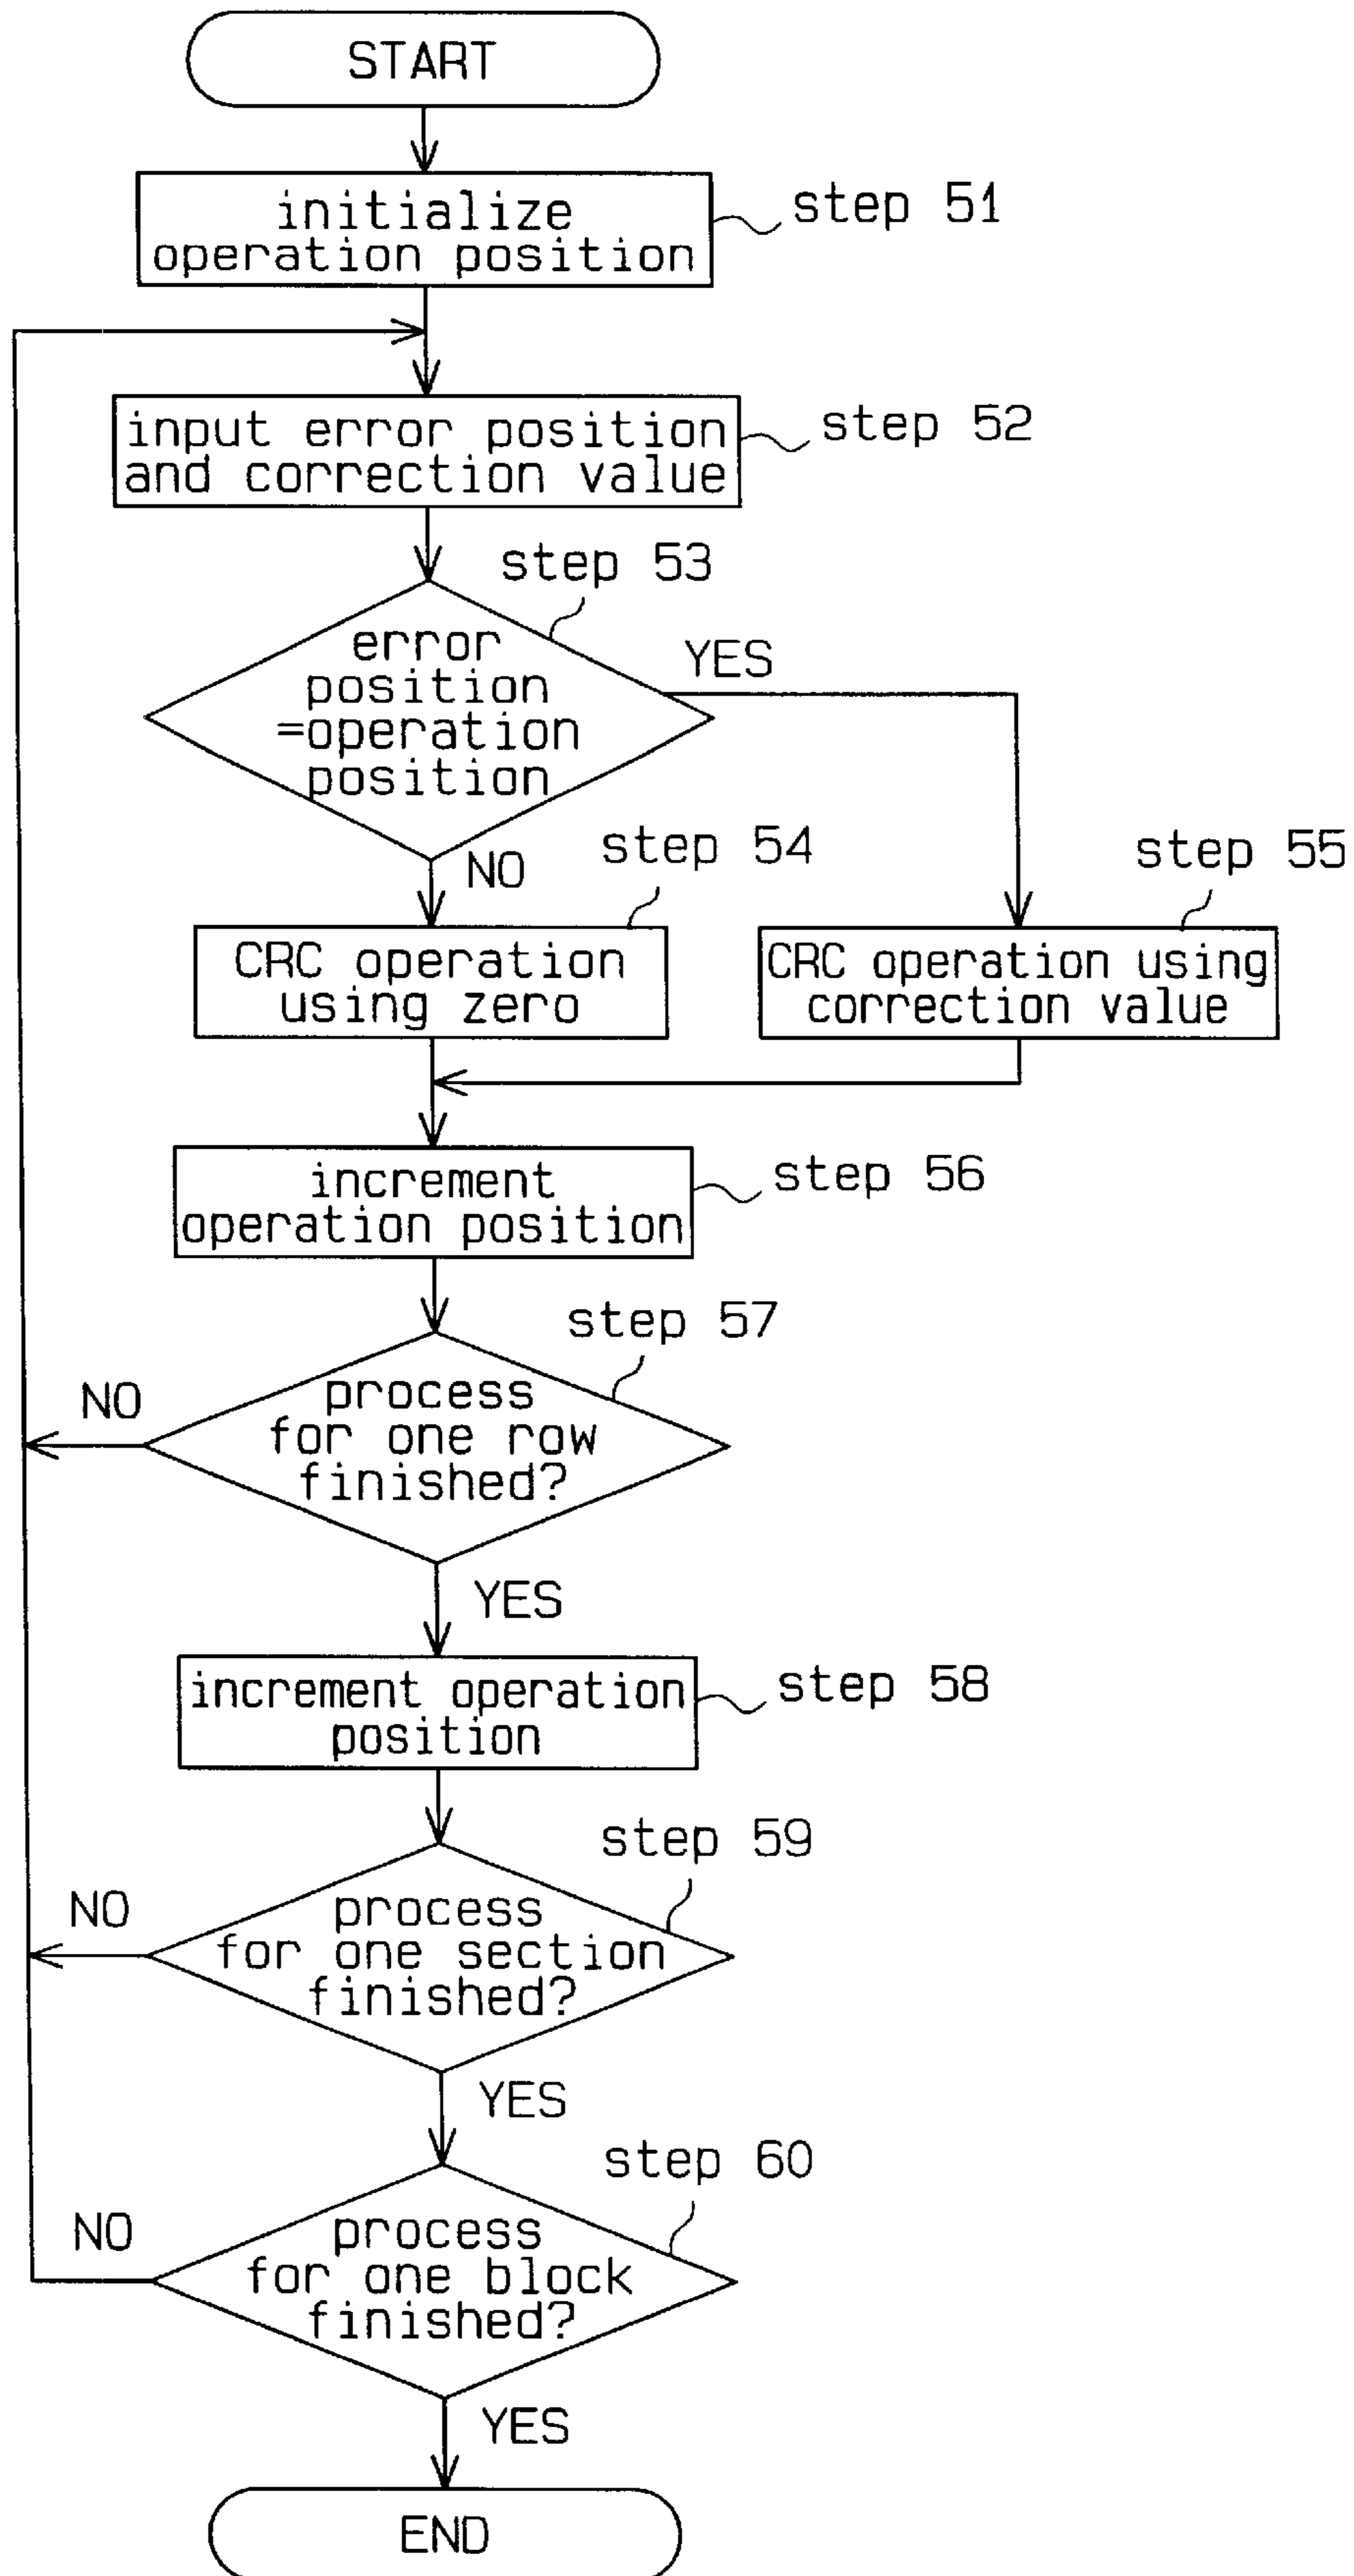 START
initialize
operation position
step 51
input error position
and correction value
step 52
step 53
error
position
=operation
position
YES
NO
step 54
step 55
CRC operation
using zero
CRC operation using
correction value
increment
operation position
step 56
step 57
process
for one row
finished?
NO
YES
increment operation
position
step 58
step 59
process
for one section
finished?
NO
YES
step 60
process
for one block
finished?
NO
YES
END